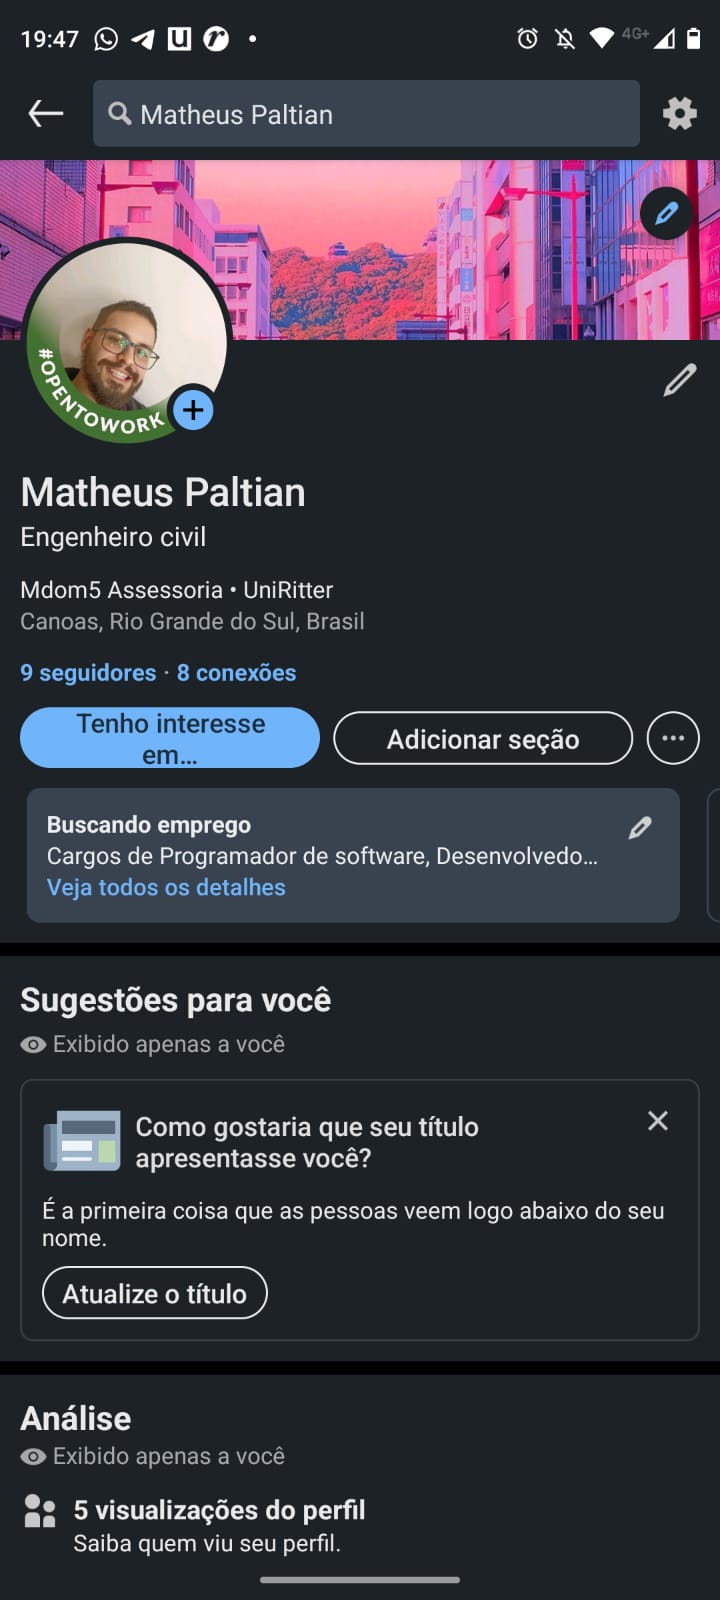 19:47
4G+
Matheus Paltian
#OPENTOWORK
Matheus Paltian
Engenheiro civil
Mdom5 Assessoria • UniRitter
Canoas, Rio Grande do Sul, Brasil
9 seguidores · 8 conexões
Tenho interesse
em...
Adicionar seção
Buscando emprego
Cargos de Programador de software, Desenvolvedo...
Veja todos os detalhes
Sugestões para você
Exibido apenas a você
Como gostaria que seu título
apresentasse você?
É a primeira coisa que as pessoas veem logo abaixo do seu
nome.
Atualize o título
Análise
Exibido apenas a você
5 visualizações do perfil
Saiba quem viu seu perfil.